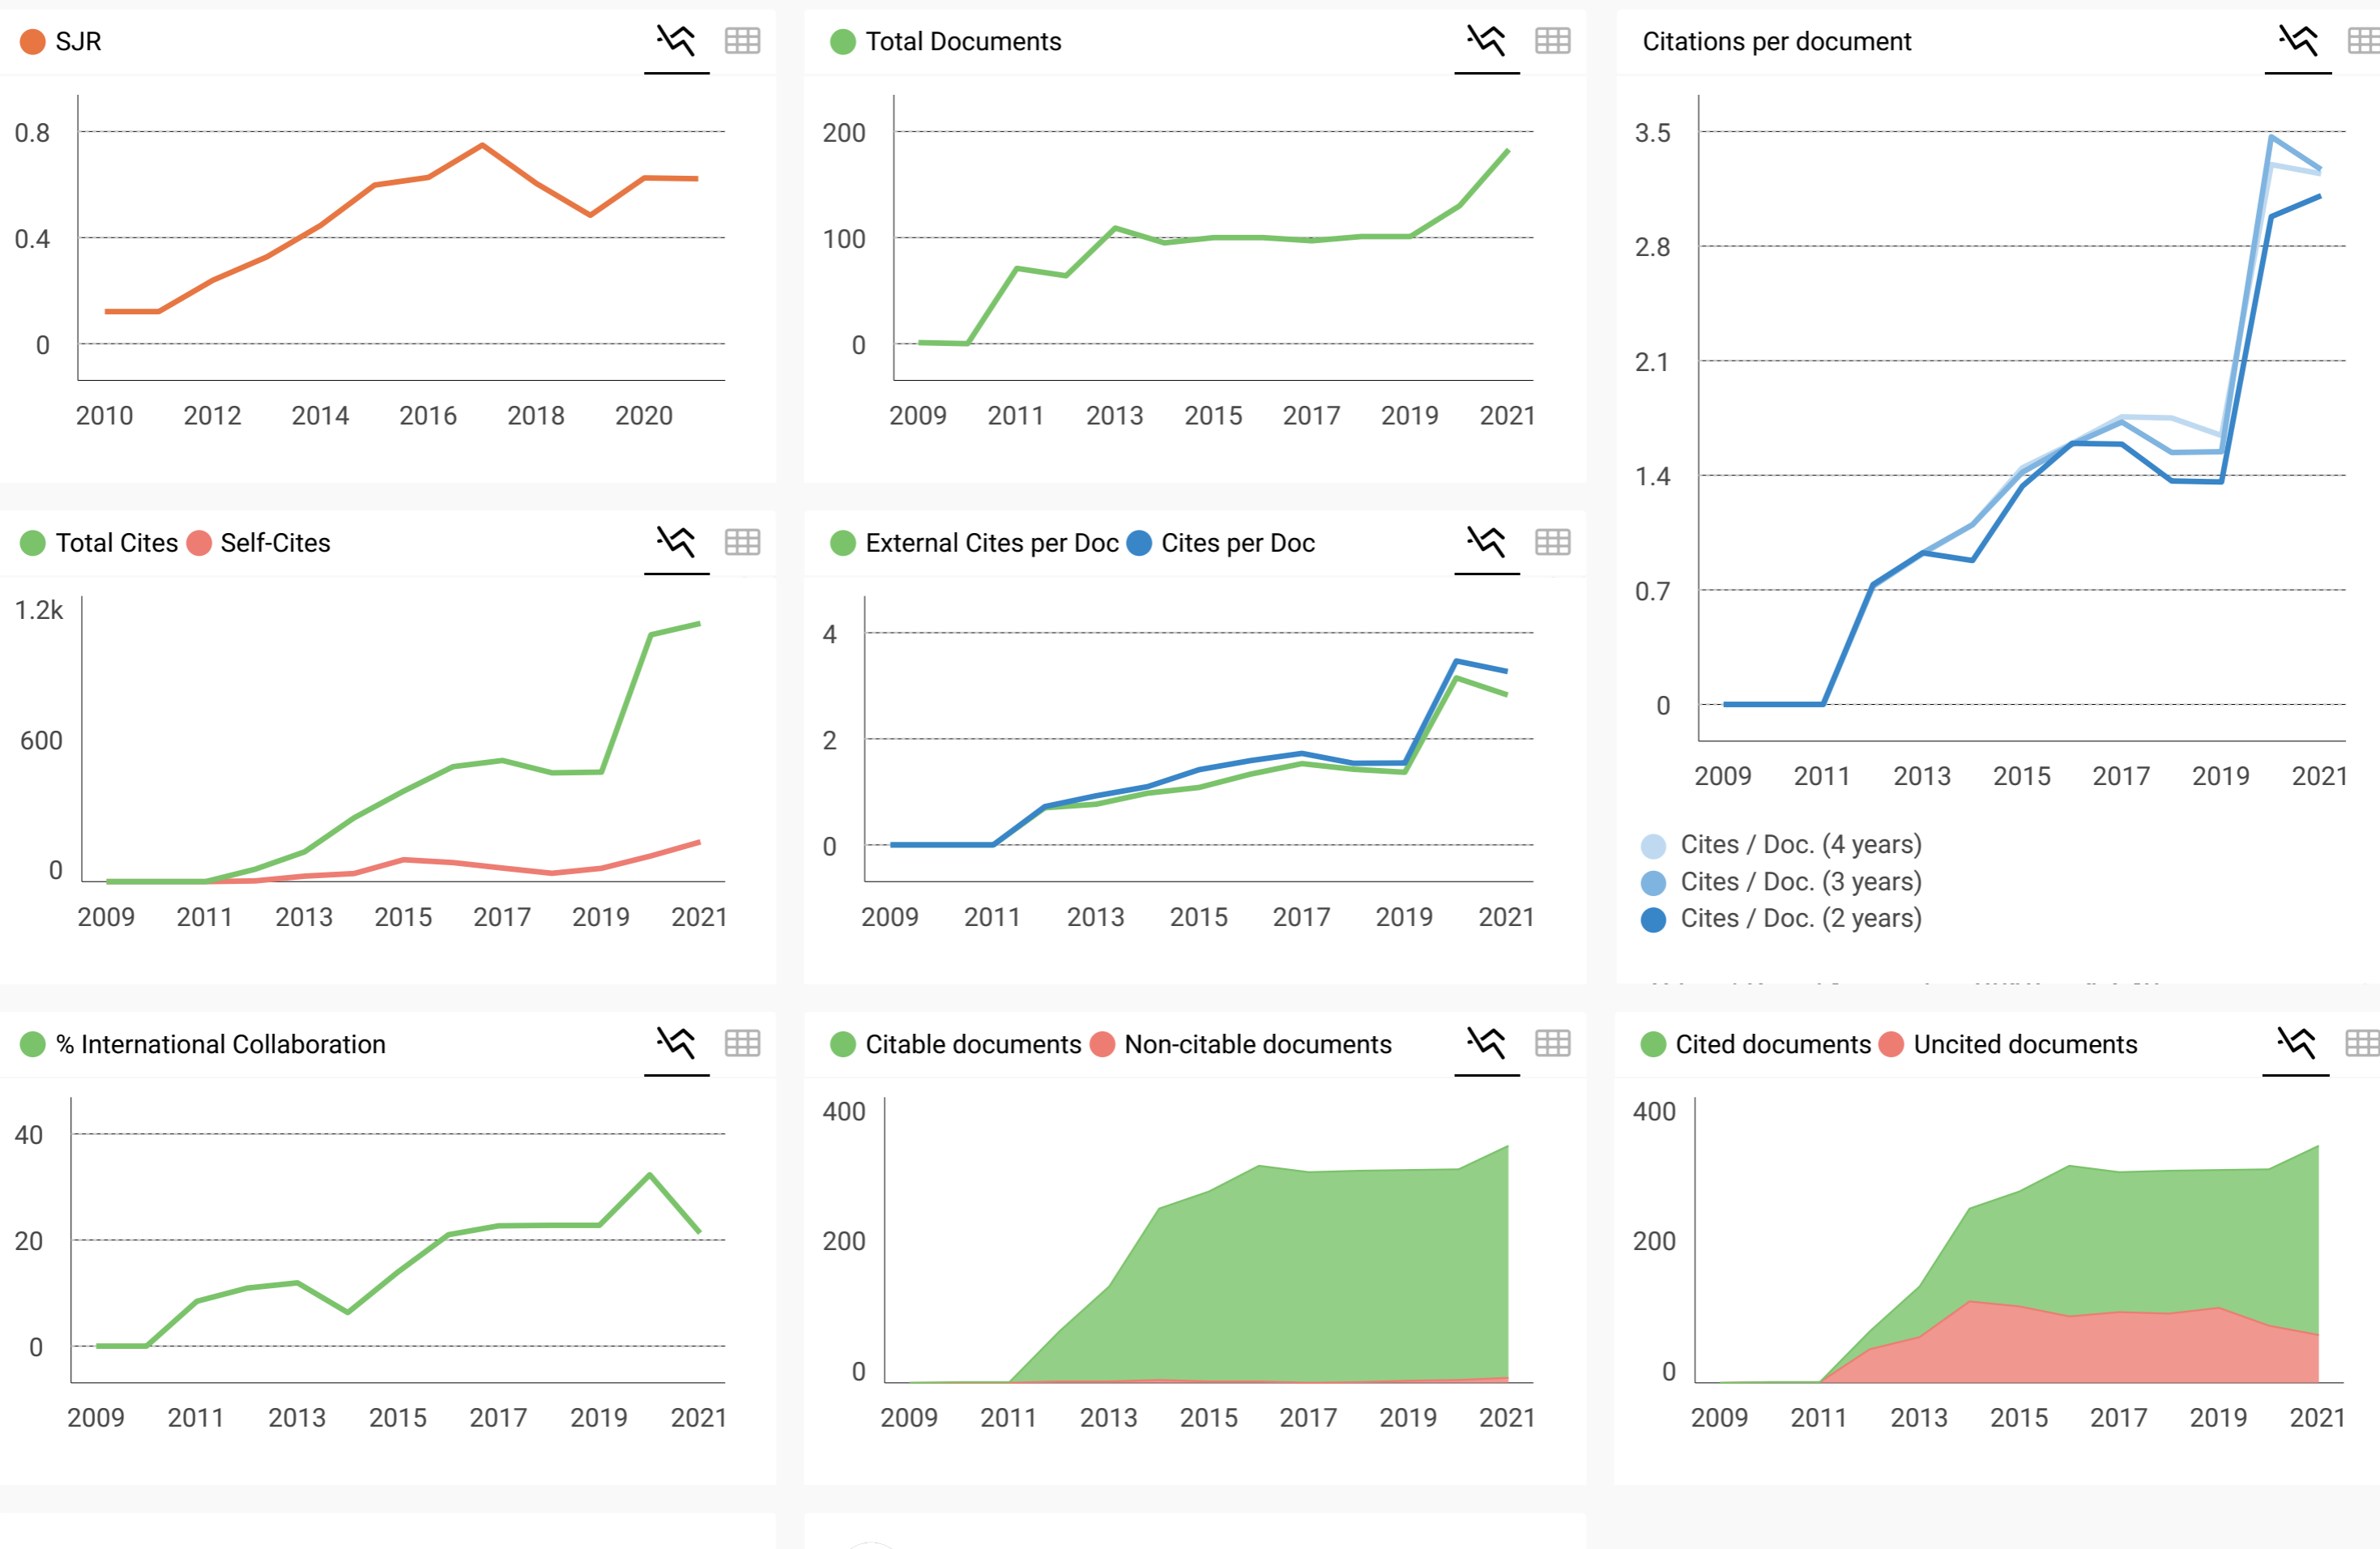 SJR
0.8
0.4
0
2010 2012 2014 2016 2018 2020
Total Documents
200
100
0
2009 2011 2013 2015 2017 2019 2021
Citations per document
3.5
2.8
2.1
1.4
0.7
0
2009 2011 2013 2015 2017 2019 2021
Cites / Doc. (4 years)
Cites / Doc. (3 years)
Cites / Doc. (2 years)
Total Cites Self-Cites
1.2k
600
0
2009 2011 2013 2015 2017 2019 2021
External Cites per Doc Cites per Doc
4
2
0
2009 2011 2013 2015 2017 2019 2021
% International Collaboration
40
20
0
2009 2011 2013 2015 2017 2019 2021
Citable documents Non-citable documents
400
200
0
2009 2011 2013 2015 2017 2019 2021
Cited documents Uncited documents
400
200
0
2009 2011 2013 2015 2017 2019 2021